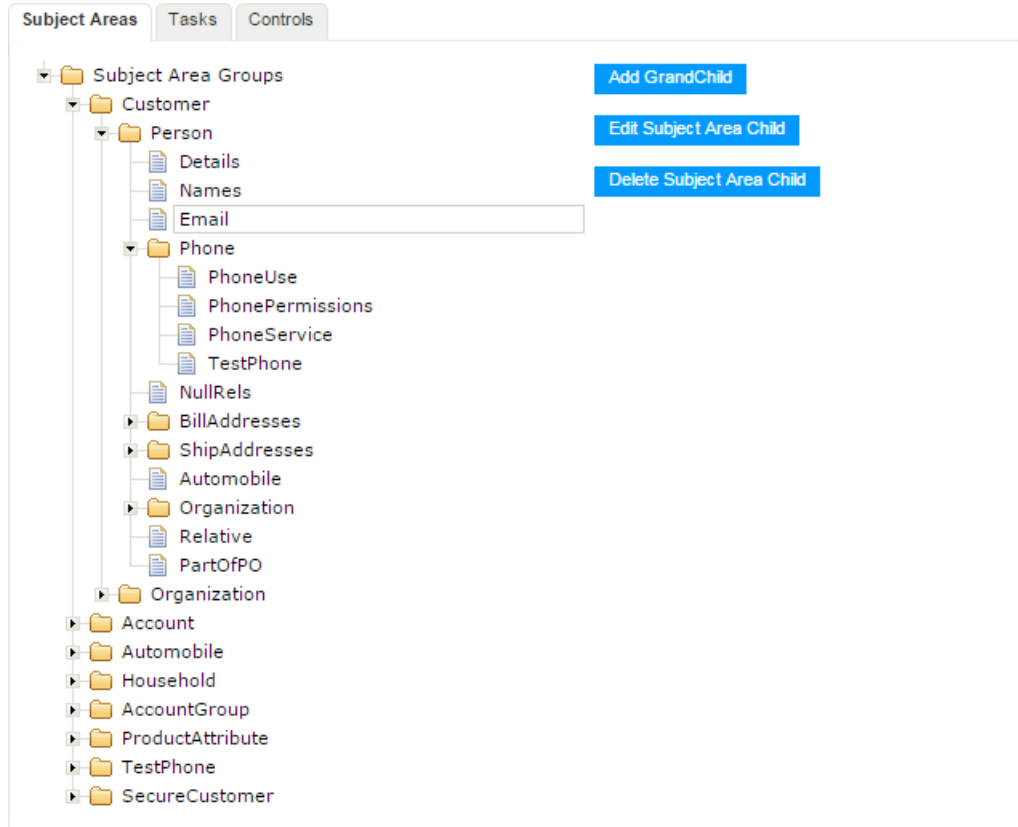 Subject Areas Tasks Controls
Subject Area Groups
Add GrandChild
Customer
Person
Edit Subject Area Child
Details
Delete Subject Area Child
Names
Email
Phone
PhoneUse
PhonePermissions
PhoneService
TestPhone
NullRels
BillAddresses
ShipAddresses
Automobile
Organization
Relative
PartOfPO
Organization
Account
Automobile
Household
AccountGroup
ProductAttribute
TestPhone
SecureCustomer